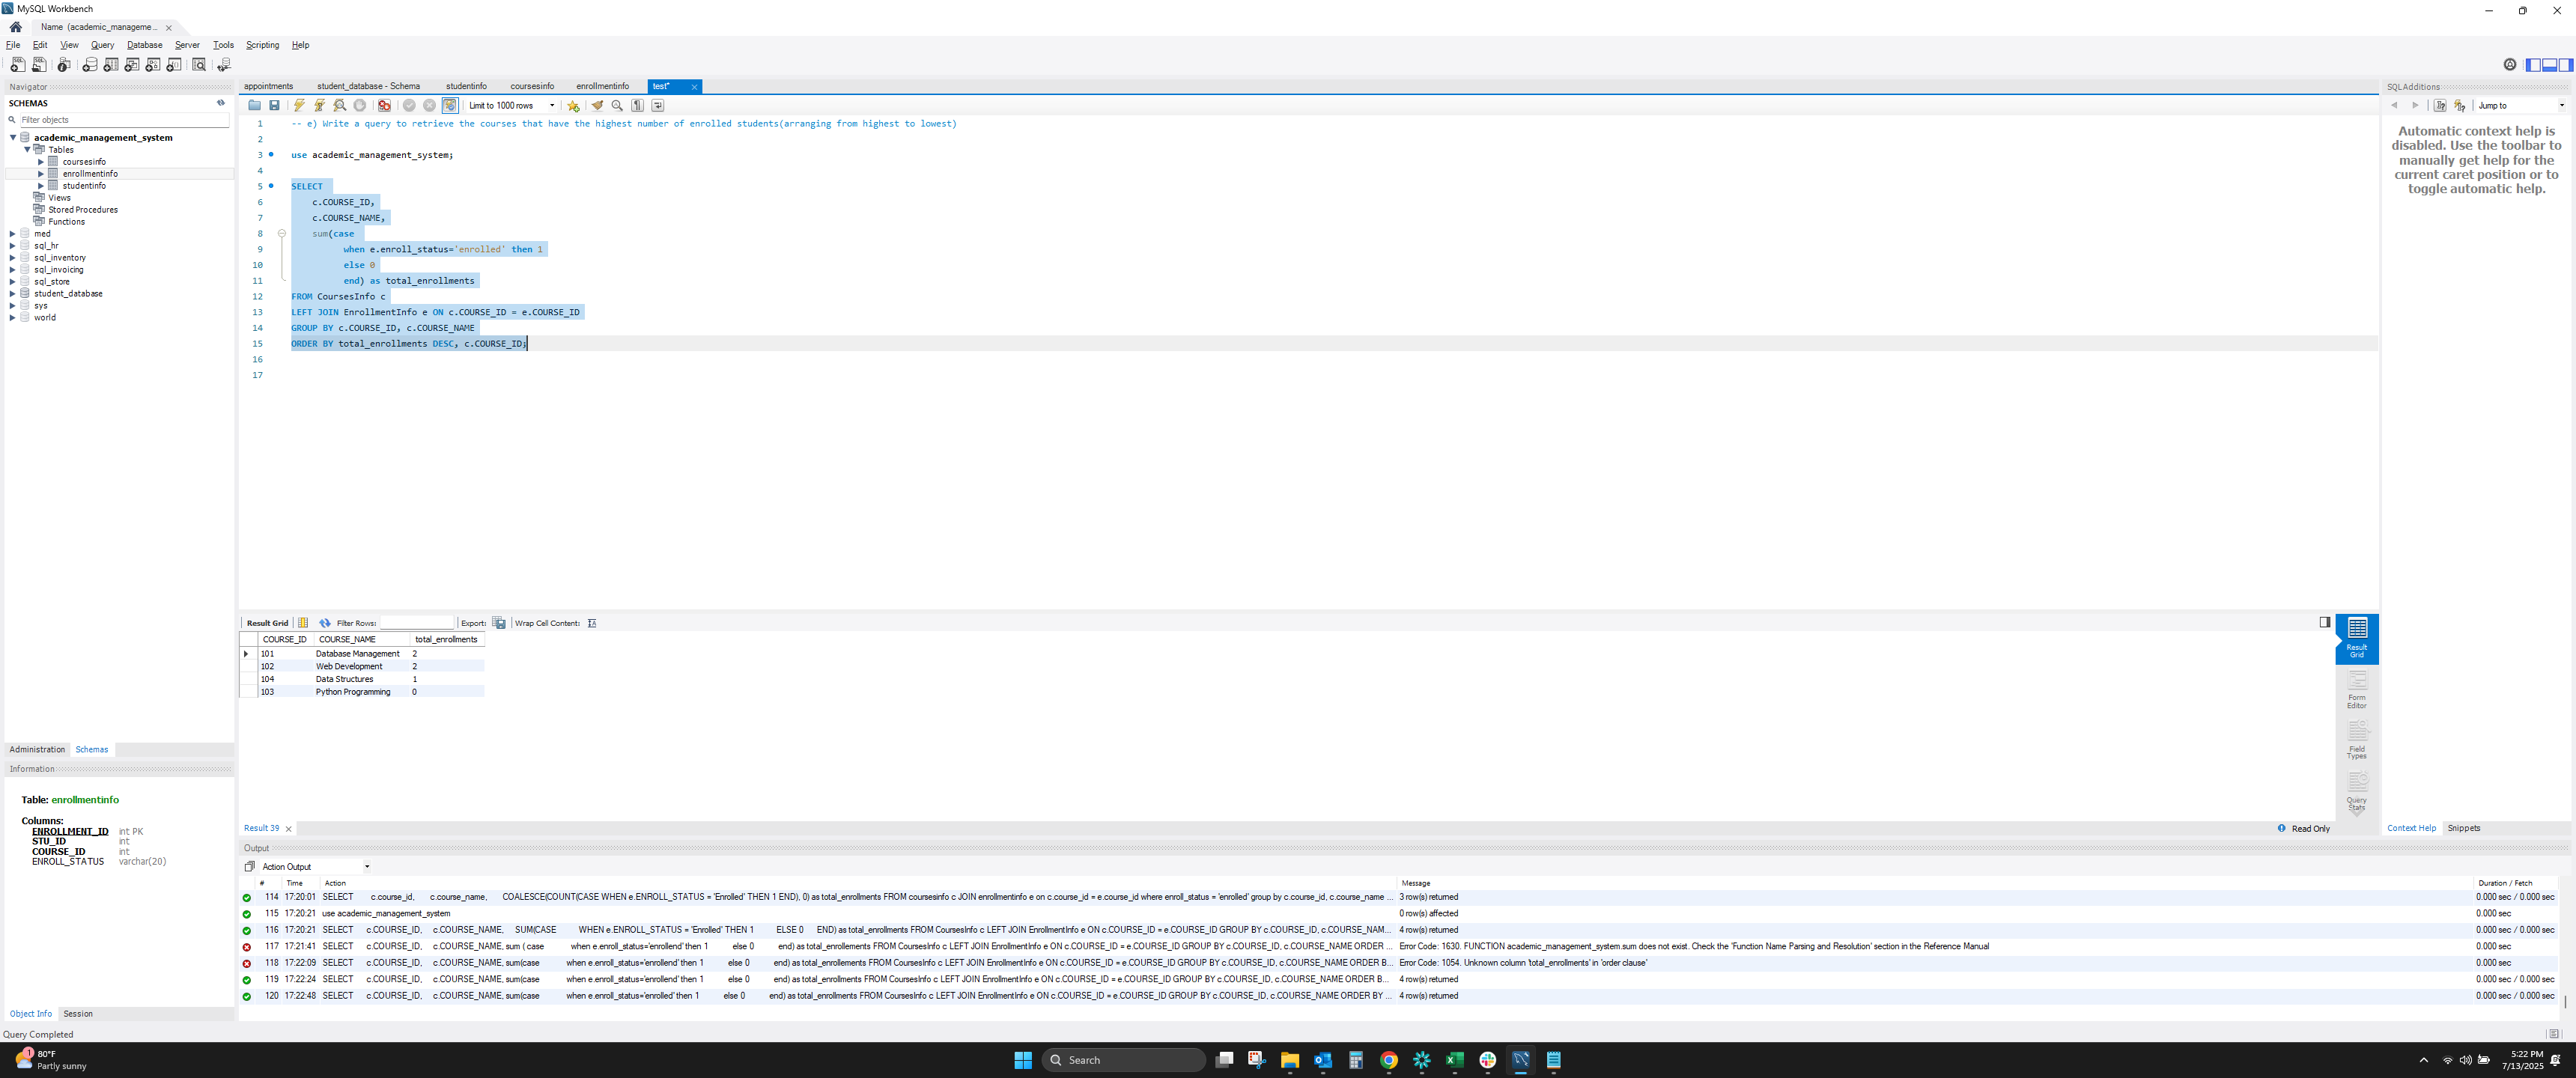 MySQL Workbench
Name (academic_manageme...
File Edit View Query Database Server Tools Scripting Help
Navigator
SCHEMAS
Filter objects
academic_management_system
Tables
coursesinfo
enrollmentinfo
studentinfo
Views
Stored Procedures
Functions
med
sql_hr
sql_inventory
sql_invoicing
sql_store
student_database
sys
world
Administration Schemas
Information
Table: enrollmentinfo
Columns:
ENROLLMENT_ID int PK
STU_ID int
COURSE_ID int
ENROLL_STATUS varchar(20)
Object Info Session
Query Completed
appointments student_database - Schema studentinfo coursesinfo enrollmentinfo test*
Limit to 1000 rows
1 -- e) Write a query to retrieve the courses that have the highest number of enrolled students(arranging from highest to lowest)
2
3 use academic_management_system;
4
5 SELECT
6 c.COURSE_ID,
7 c.COURSE_NAME,
8 sum(case
9 when e.enroll_status='enrolled' then 1
10 else 0
11 end) as total_enrollments
12 FROM CoursesInfo c
13 LEFT JOIN EnrollmentInfo e ON c.COURSE_ID = e.COURSE_ID
14 GROUP BY c.COURSE_ID, c.COURSE_NAME
15 ORDER BY total_enrollments DESC, c.COURSE_ID;
16
17
Result Grid Filter Rows: Export: Wrap Cell Content:
COURSE_ID COURSE_NAME total_enrollments
101 Database Management 2
102 Web Development 2
104 Data Structures 1
103 Python Programming 0
Result Grid
Form Editor
Field Types
Query Stats
Result 39
Read Only
Output
Action Output
# Time Action Message Duration / Fetch
114 17:20:01 SELECT c.course_id, c.course_name, COALESCE(COUNT(CASE WHEN e.ENROLL_STATUS = 'Enrolled' THEN 1 END), 0) as total_enrollments FROM coursesinfo c JOIN enrollmentinfo e on c.course_id = e.course_id where enroll_status = 'enrolled' group by c.course_id, c.course_name ... 3 row(s) returned 0.000 sec / 0.000 sec
115 17:20:21 use academic_management_system 0 row(s) affected 0.000 sec
116 17:20:21 SELECT c.COURSE_ID, c.COURSE_NAME, SUM(CASE WHEN e.ENROLL_STATUS = 'Enrolled' THEN 1 ELSE 0 END) as total_enrollments FROM CoursesInfo c LEFT JOIN EnrollmentInfo e ON c.COURSE_ID = e.COURSE_ID GROUP BY c.COURSE_ID, c.COURSE_NAM... 4 row(s) returned 0.000 sec / 0.000 sec
117 17:21:41 SELECT c.COURSE_ID, c.COURSE_NAME, sum ( case when e.enroll_status='enrollend' then 1 else 0 end) as total_enrollements FROM CoursesInfo c LEFT JOIN EnrollmentInfo e ON c.COURSE_ID = e.COURSE_ID GROUP BY c.COURSE_ID, c.COURSE_NAME ORDER ... Error Code: 1630. FUNCTION academic_management_system.sum does not exist. Check the 'Function Name Parsing and Resolution' section in the Reference Manual 0.000 sec
118 17:22:09 SELECT c.COURSE_ID, c.COURSE_NAME, sum(case when e.enroll_status='enrollend' then 1 else 0 end) as total_enrollements FROM CoursesInfo c LEFT JOIN EnrollmentInfo e ON c.COURSE_ID = e.COURSE_ID GROUP BY c.COURSE_ID, c.COURSE_NAME ORDER B... Error Code: 1054. Unknown column 'total_enrollments' in 'order clause' 0.000 sec
119 17:22:24 SELECT c.COURSE_ID, c.COURSE_NAME, sum(case when e.enroll_status='enrollend' then 1 else 0 end) as total_enrollments FROM CoursesInfo c LEFT JOIN EnrollmentInfo e ON c.COURSE_ID = e.COURSE_ID GROUP BY c.COURSE_ID, c.COURSE_NAME ORDER B... 4 row(s) returned 0.000 sec / 0.000 sec
120 17:22:48 SELECT c.COURSE_ID, c.COURSE_NAME, sum(case when e.enroll_status='enrolled' then 1 else 0 end) as total_enrollments FROM CoursesInfo c LEFT JOIN EnrollmentInfo e ON c.COURSE_ID = e.COURSE_ID GROUP BY c.COURSE_ID, c.COURSE_NAME ORDER BY ... 4 row(s) returned 0.000 sec / 0.000 sec
SQLAdditions
Jump to
Automatic context help is
disabled. Use the toolbar to
manually get help for the
current caret position or to
toggle automatic help.
Context Help Snippets
1
80°F
Partly sunny
Search
5:22 PM
7/13/2025